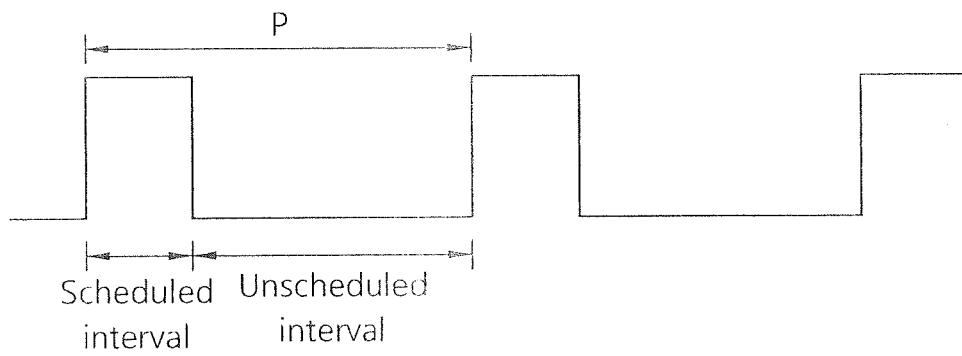 P
Scheduled
interval
Unscheduled
interval